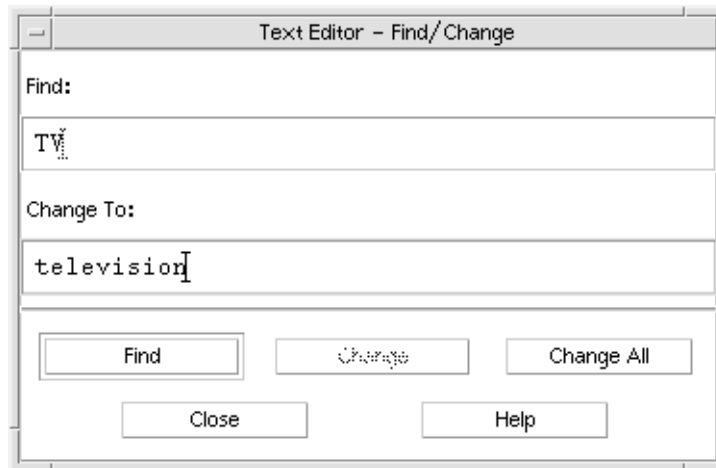 Text Editor – Find/Change
Find:
TV
Change To:
television
Find Change Change All
Close Help